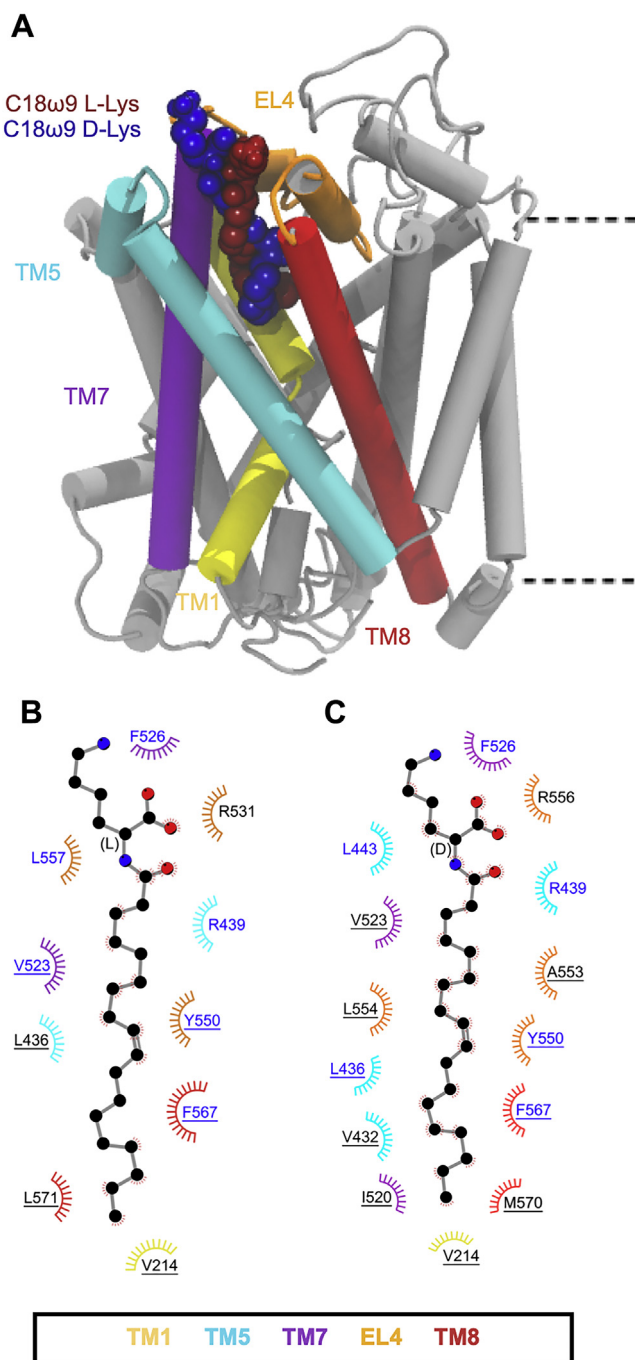 A
C18ω9 L-Lys
C18ω9 D-Lys
EL4
TM5
TM7
TM1
TM8
B
F526
R531
(L)
L557
R439
V523
Y550
L436
F567
L571
V214
C
F526
R556
(D)
L443
R439
V523
A553
L554
Y550
L436
F567
V432
I520
M570
V214
TM1 TM5 TM7 EL4 TM8